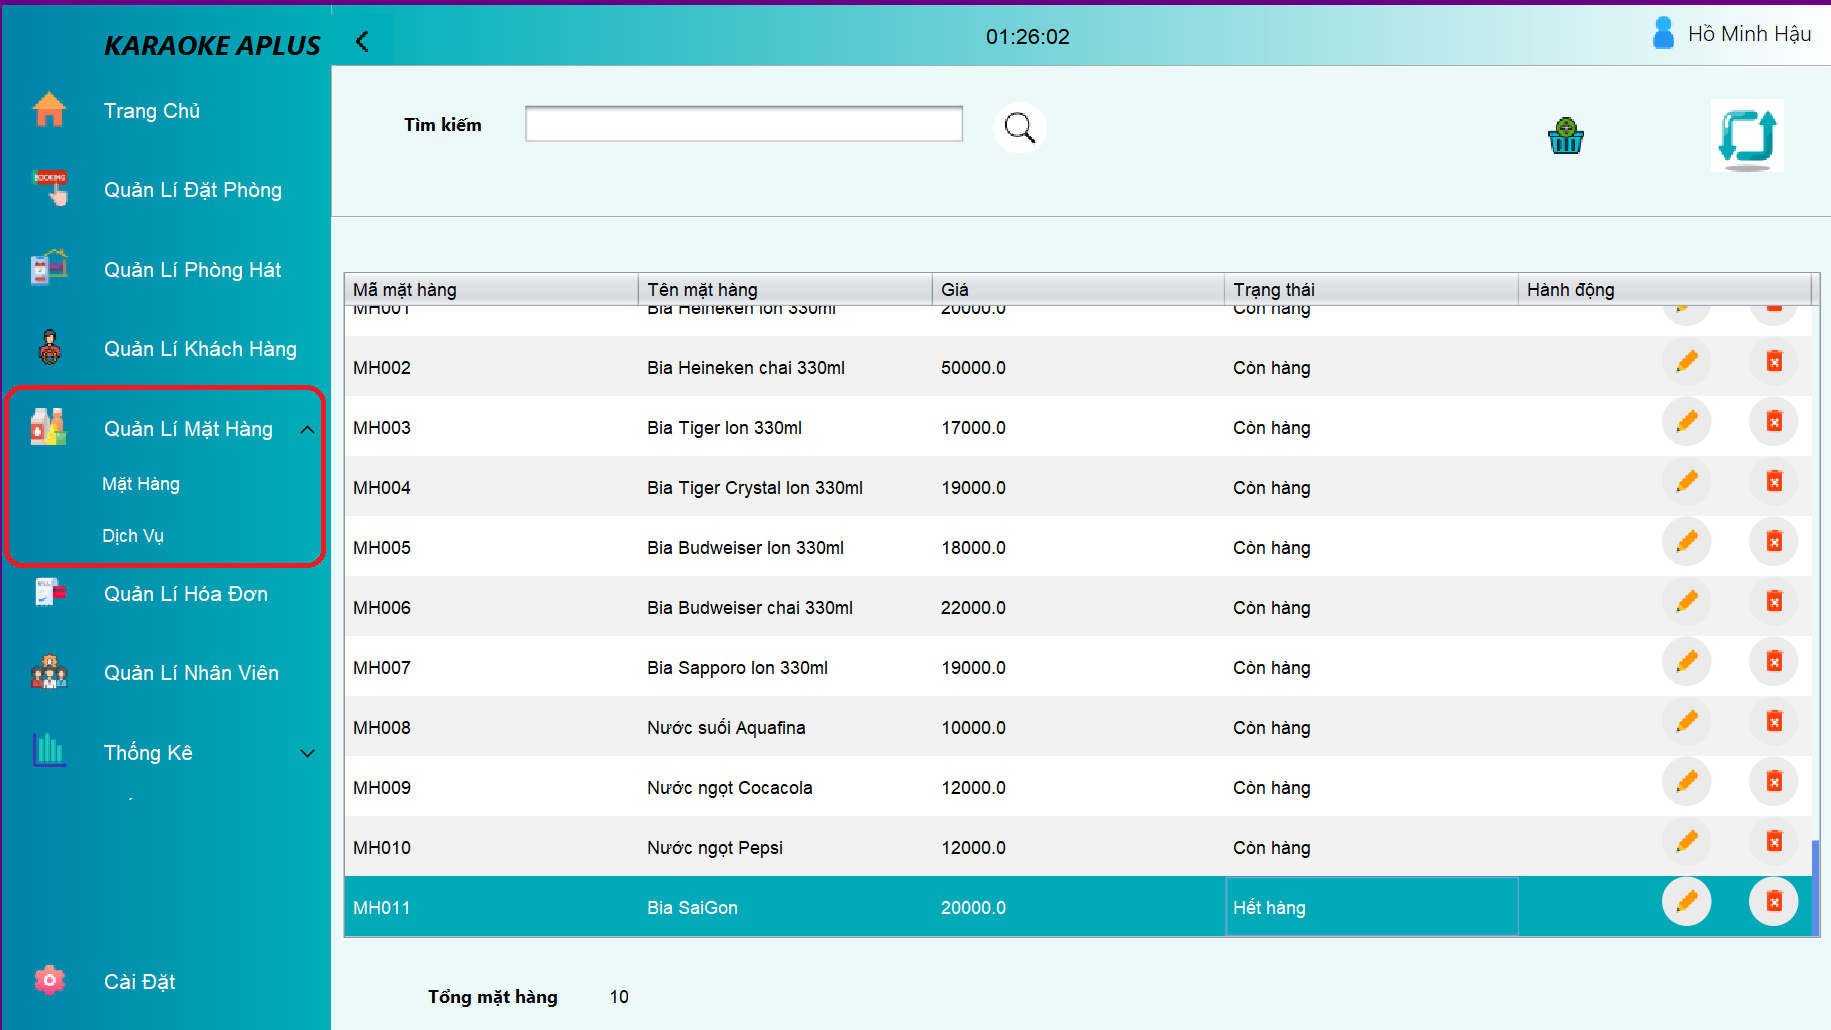 KARAOKE APLUS
01:26:02
Hồ Minh Hậu
Trang Chủ
BOOKING
Quản Lí Đặt Phòng
Quản Lí Phòng Hát
Quản Lí Khách Hàng
Quản Lí Mặt Hàng
Mặt Hàng
Dịch Vụ
BILL
Quản Lí Hóa Đơn
Quản Lí Nhân Viên
Thống Kê
Cài Đặt
Tìm kiếm
Mã mặt hàng Tên mặt hàng Giá Trạng thái Hành động
MH001 Bia Heineken lon 330ml 20000.0 Còn hàng
MH002 Bia Heineken chai 330ml 50000.0 Còn hàng
MH003 Bia Tiger lon 330ml 17000.0 Còn hàng
MH004 Bia Tiger Crystal lon 330ml 19000.0 Còn hàng
MH005 Bia Budweiser lon 330ml 18000.0 Còn hàng
MH006 Bia Budweiser chai 330ml 22000.0 Còn hàng
MH007 Bia Sapporo lon 330ml 19000.0 Còn hàng
MH008 Nước suối Aquafina 10000.0 Còn hàng
MH009 Nước ngọt Cocacola 12000.0 Còn hàng
MH010 Nước ngọt Pepsi 12000.0 Còn hàng
MH011 Bia SaiGon 20000.0 Hết hàng
Tổng mặt hàng 10